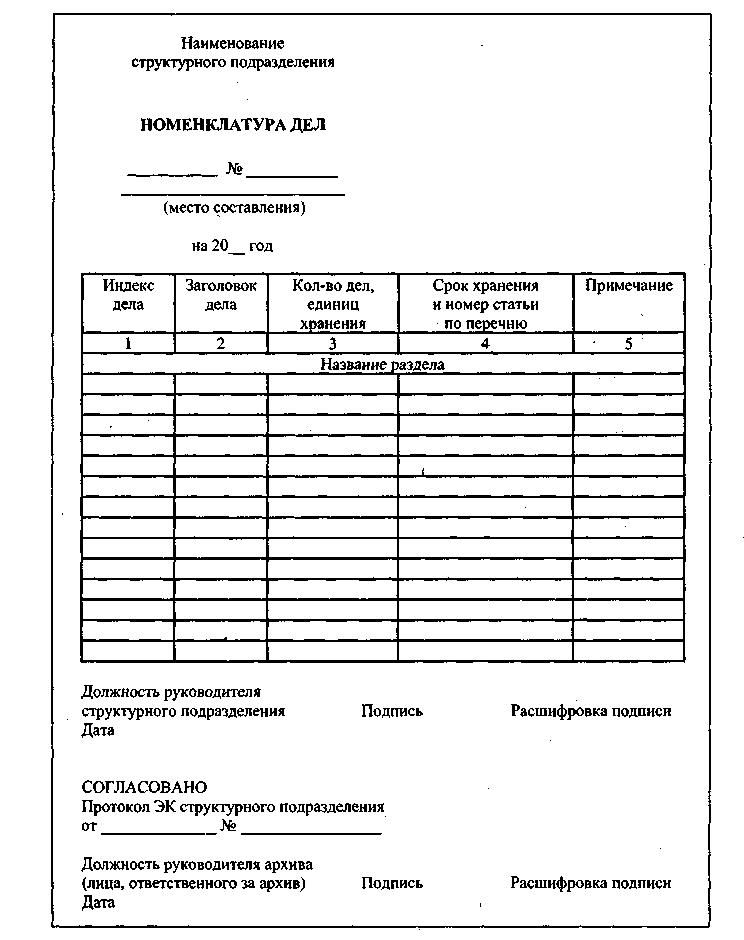 Наименование
структурного подразделения
НОМЕНКЛАТУРА ДЕЛ
_________ № __________
(место составления)
на 20__ год
Индекс дела | Заголовок дела | Кол-во дел, единиц хранения | Срок хранения и номер статьи по перечню | Примечание
1 | 2 | 3 | 4 | 5
Название раздела
Должность руководителя
структурного подразделения Подпись Расшифровка подписи
Дата
СОГЛАСОВАНО
Протокол ЭК структурного подразделения
от ____________ № _______________
Должность руководителя архива
(лица, ответственного за архив) Подпись Расшифровка подписи
Дата